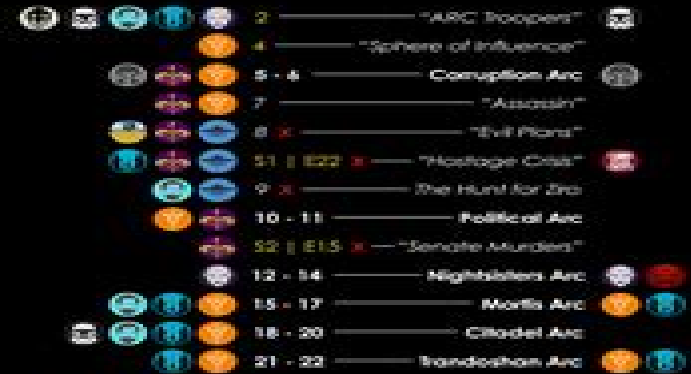 2 "ARC Troopers"
4 "Sphere of Influence"
5 - 6 Corruption Arc
7 "Assassin"
8 X "Evil Plans"
S1 | E22 X "Hostage Crisis"
9 X The Hunt for Ziro
10 - 11 Political Arc
S2 | E15 X "Senate Murders"
12 - 14 Nightsisters Arc
15 - 17 Mortis Arc
18 - 20 Citadel Arc
21 - 22 Trandoshan Arc